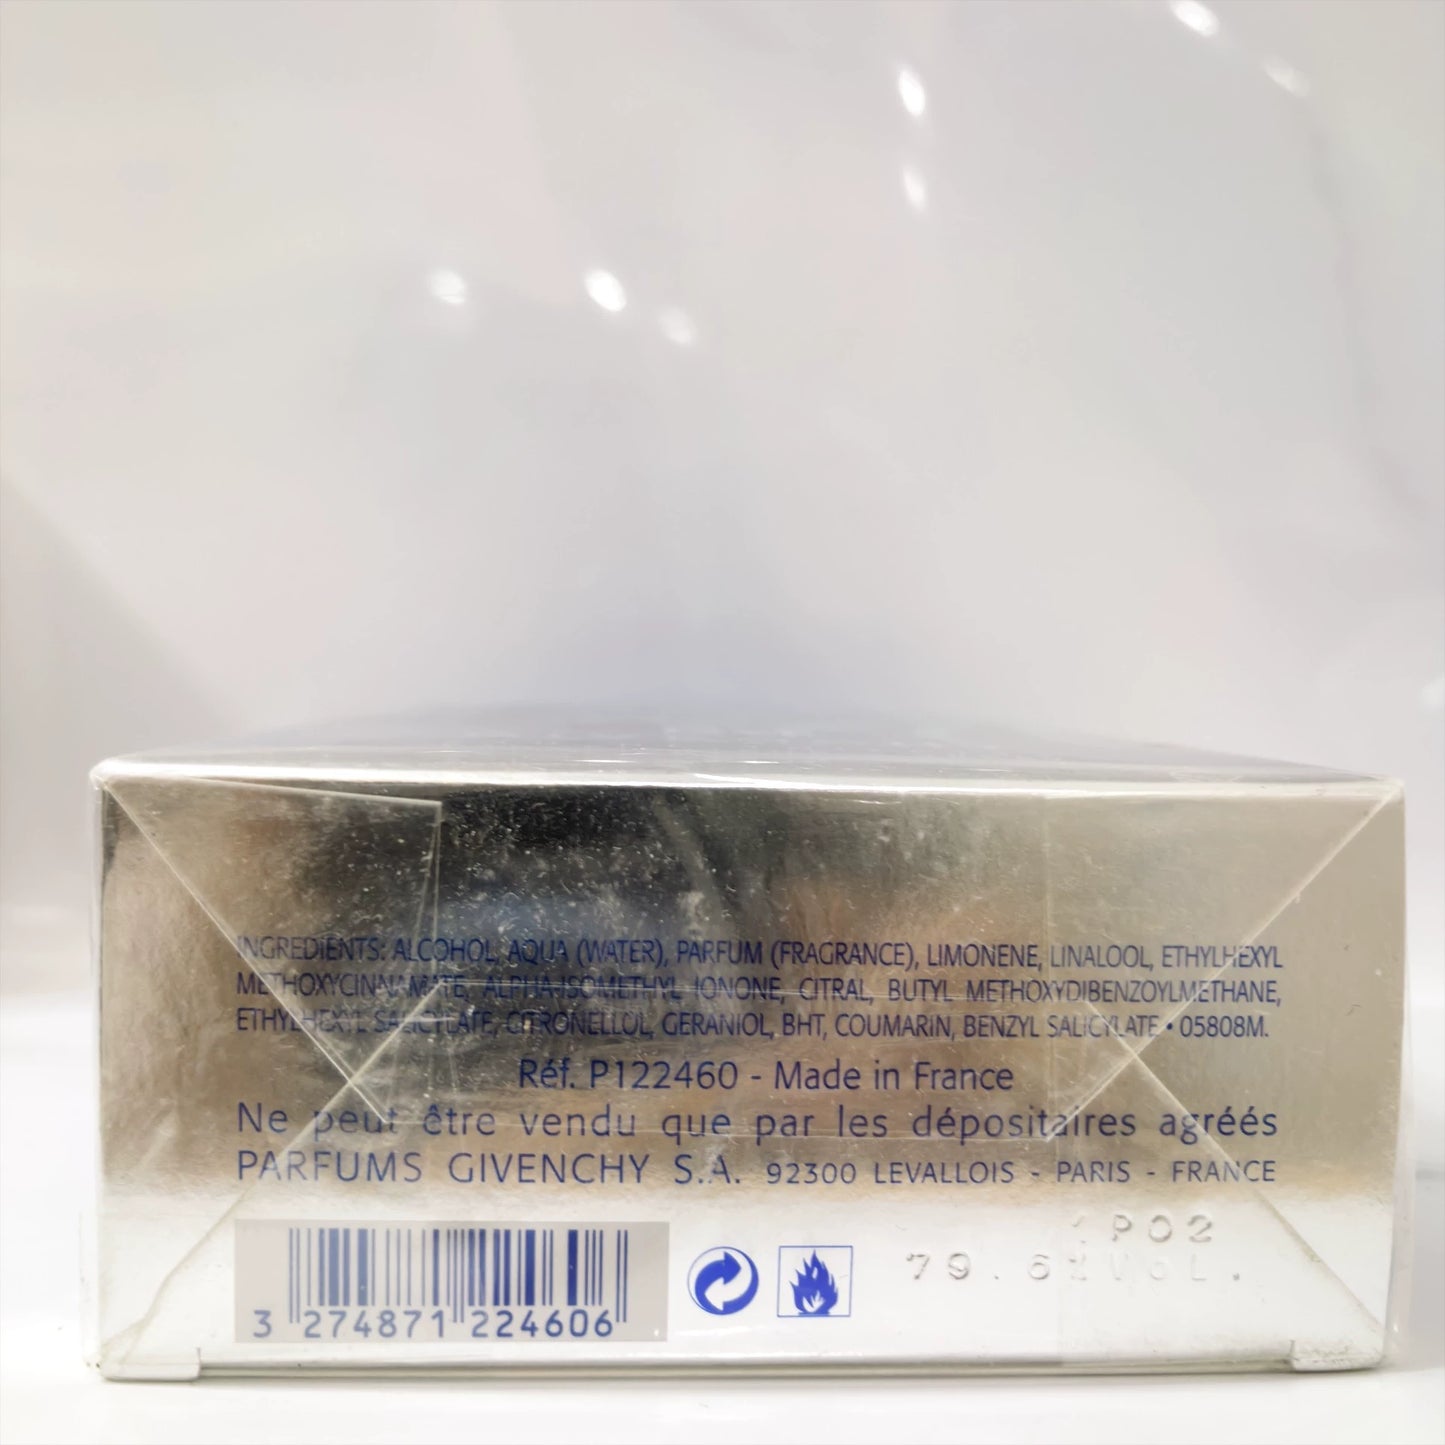 INGREDIENTS: ALCOHOL, AQUA (WATER), PARFUM (FRAGRANCE), LIMONENE, LINALOOL, ETHYLHEXYL
METHOXYCINNAMATE, ALPHA-ISOMETHYL IONONE, CITRAL, BUTYL METHOXYDIBENZOYLMETHANE,
ETHYLHEXYL SALICYLATE, CITRONELLOL, GERANIOL, BHT, COUMARIN, BENZYL SALICYLATE • 05808M.
Réf. P122460 - Made in France
Ne peut être vendu que par les dépositaires agréés
PARFUMS GIVENCHY S.A. 92300 LEVALLOIS - PARIS - FRANCE
3 274871 224606
79.6% VOL.